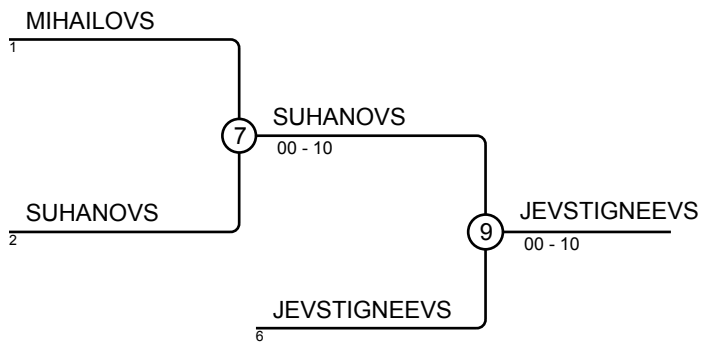 MIHAILOVS
1
7
SUHANOVS
00 - 10
SUHANOVS
2
9
JEVSTIGNEEVS
00 - 10
JEVSTIGNEEVS
6